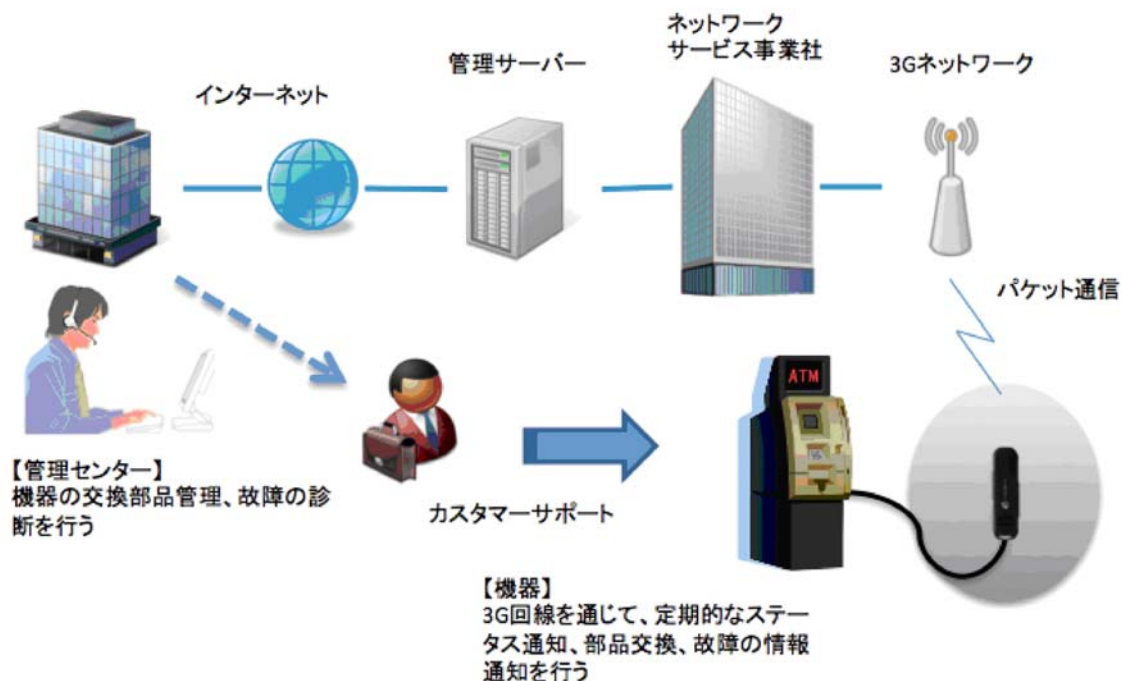 ネットワーク
サービス事業社
管理サーバー
3Gネットワーク
インターネット
パケット通信
ATM
【管理センター】
機器の交換部品管理、故障の診
断を行う
カスタマーサポート
【機器】
3G回線を通じて、定期的なステー
タス通知、部品交換、故障の情報
通知を行う